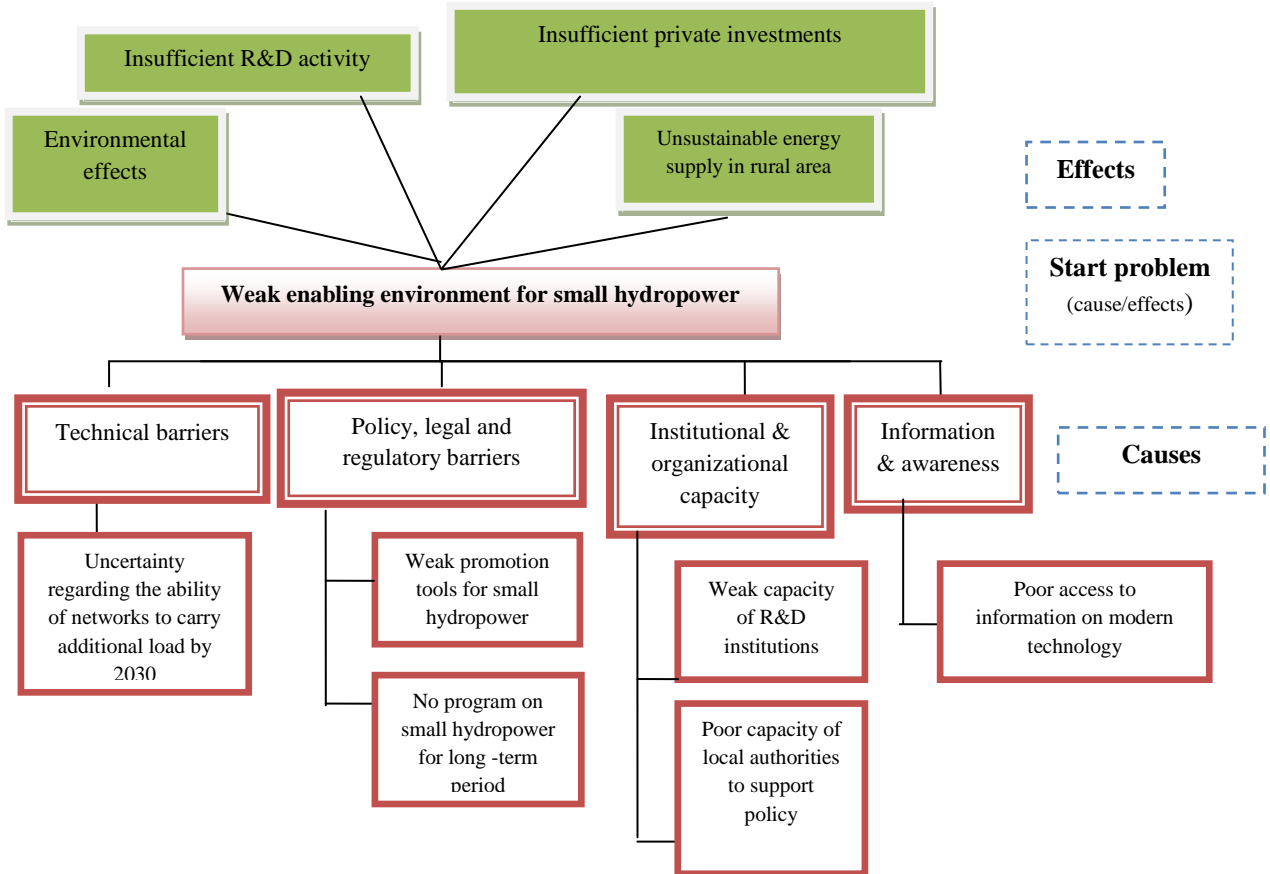 Insufficient R&D activity
Insufficient private investments
Environmental
effects
Unsustainable energy
supply in rural area
Effects
Weak enabling environment for small hydropower
Start problem
(cause/effects)
Technical barriers
Policy, legal and
regulatory barriers
Institutional &
organizational
capacity
Information
& awareness
Causes
Uncertainty
regarding the ability
of networks to carry
additional load by
2030
Weak promotion
tools for small
hydropower
No program on
small hydropower
for long -term
period
Weak capacity
of R&D
institutions
Poor capacity of
local authorities
to support
policy
Poor access to
information on modern
technology